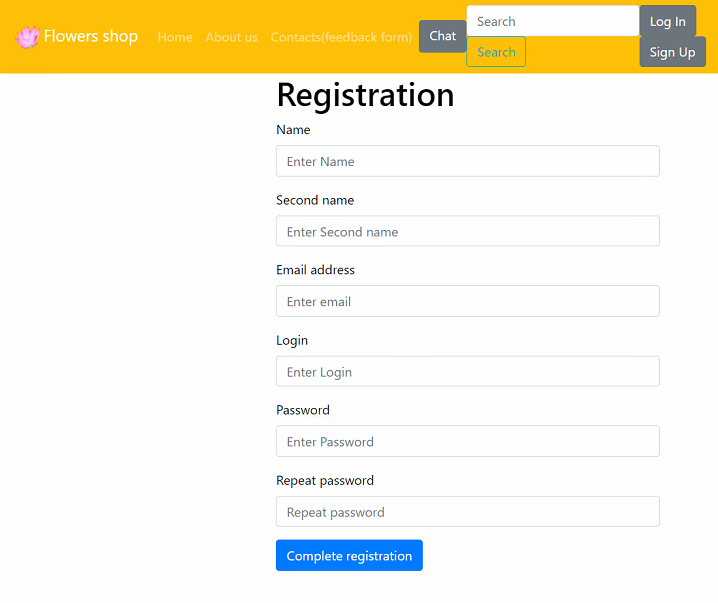 Flowers shop Home About us Contacts(feedback form) Chat Search Log In
Search Sign Up
Registration
Name
Enter Name
Second name
Enter Second name
Email address
Enter email
Login
Enter Login
Password
Enter Password
Repeat password
Repeat password
Complete registration